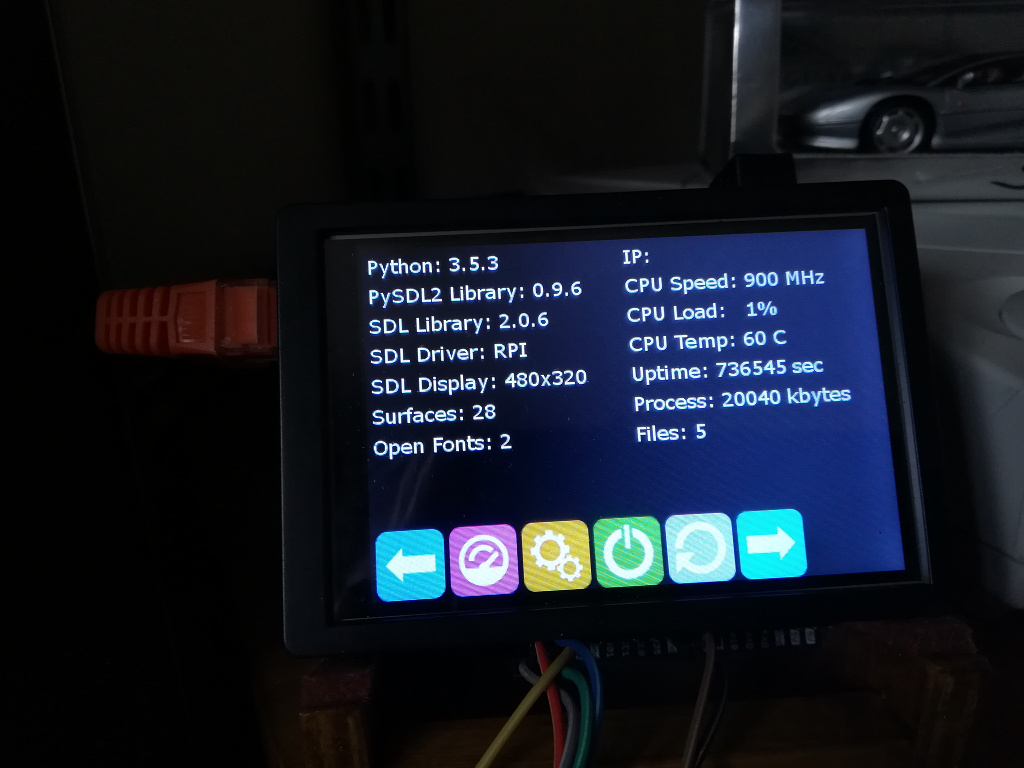 Python: 3.5.3
PySDL2 Library: 0.9.6
SDL Library: 2.0.6
SDL Driver: RPI
SDL Display: 480x320
Surfaces: 28
Open Fonts: 2
IP:
CPU Speed: 900 MHz
CPU Load: 1%
CPU Temp: 60 C
Uptime: 736545 sec
Process: 20040 kbytes
Files: 5